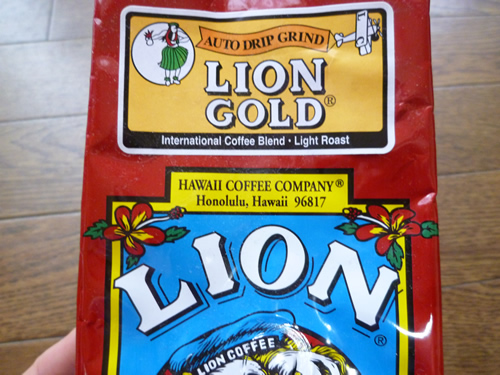 AUTO DRIP GRIND
LION
GOLD®
International Coffee Blend · Light Roast
HAWAII COFFEE COMPANY®
Honolulu, Hawaii 96817
LION®
LION COFFEE